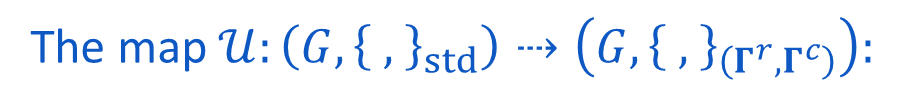 The map 𝒰: (G, { , }_std) ⇢ (G, { , }_(𝚪^r,𝚪^c)):